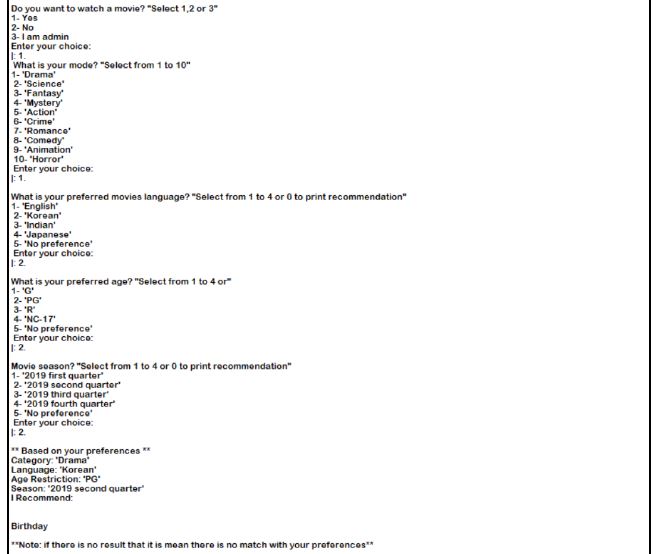 Do you want to watch a movie? "Select 1,2 or 3"
1- Yes
2- No
3- I am admin
Enter your choice:
|: 1.
What is your mode? "Select from 1 to 10"
1- 'Drama'
2- 'Science'
3- 'Fantasy'
4- 'Mystery'
5- 'Action'
6- 'Crime'
7- 'Romance'
8- 'Comedy'
9- 'Animation'
10- 'Horror'
Enter your choice:
|: 1.
What is your preferred movies language? "Select from 1 to 4 or 0 to print recommendation"
1- 'English'
2- 'Korean'
3- 'Indian'
4- 'Japanese'
5- 'No preference'
Enter your choice:
|: 2.
What is your preferred age? "Select from 1 to 4 or"
1- 'G'
2- 'PG'
3- 'R'
4- 'NC-17'
5- 'No preference'
Enter your choice:
|: 2.
Movie season? "Select from 1 to 4 or 0 to print recommendation"
1- '2019 first quarter'
2- '2019 second quarter'
3- '2019 third quarter'
4- '2019 fourth quarter'
5- 'No preference'
Enter your choice:
|: 2.
** Based on your preferences **
Category: 'Drama'
Language: 'Korean'
Age Restriction: 'PG'
Season: '2019 second quarter'
I Recommend:
Birthday
**Note: if there is no result that it is mean there is no match with your preferences**